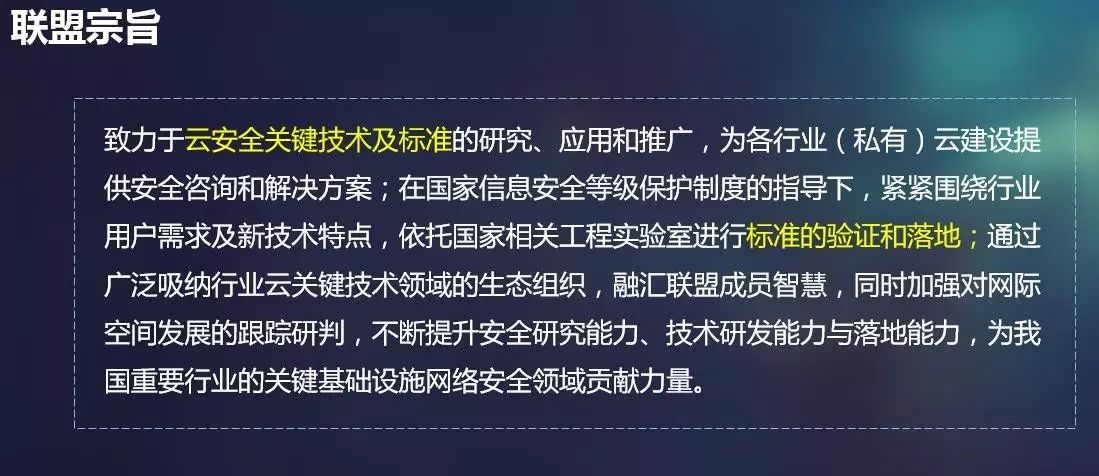 联盟宗旨
致力于云安全关键技术及标准的研究、应用和推广，为各行业（私有）云建设提
供安全咨询和解决方案；在国家信息安全等级保护制度的指导下，紧紧围绕行业
用户需求及新技术特点，依托国家相关工程实验室进行标准的验证和落地；通过
广泛吸纳行业云关键技术领域的生态组织，融汇联盟成员智慧，同时加强对网际
空间发展的跟踪研判，不断提升安全研究能力、技术研发能力与落地能力，为我
国重要行业的关键基础设施网络安全领域贡献力量。